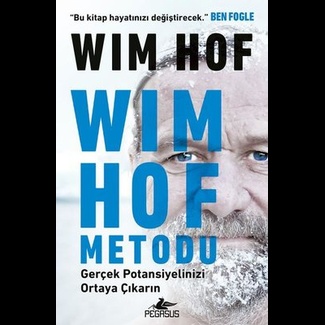 “Bu kitap hayatınızı değiştirecek.” BEN FOGLE
WIM HOF
WIM
HOF
METODU
Gerçek Potansiyelinizi
Ortaya Çıkarın
PEGASUS